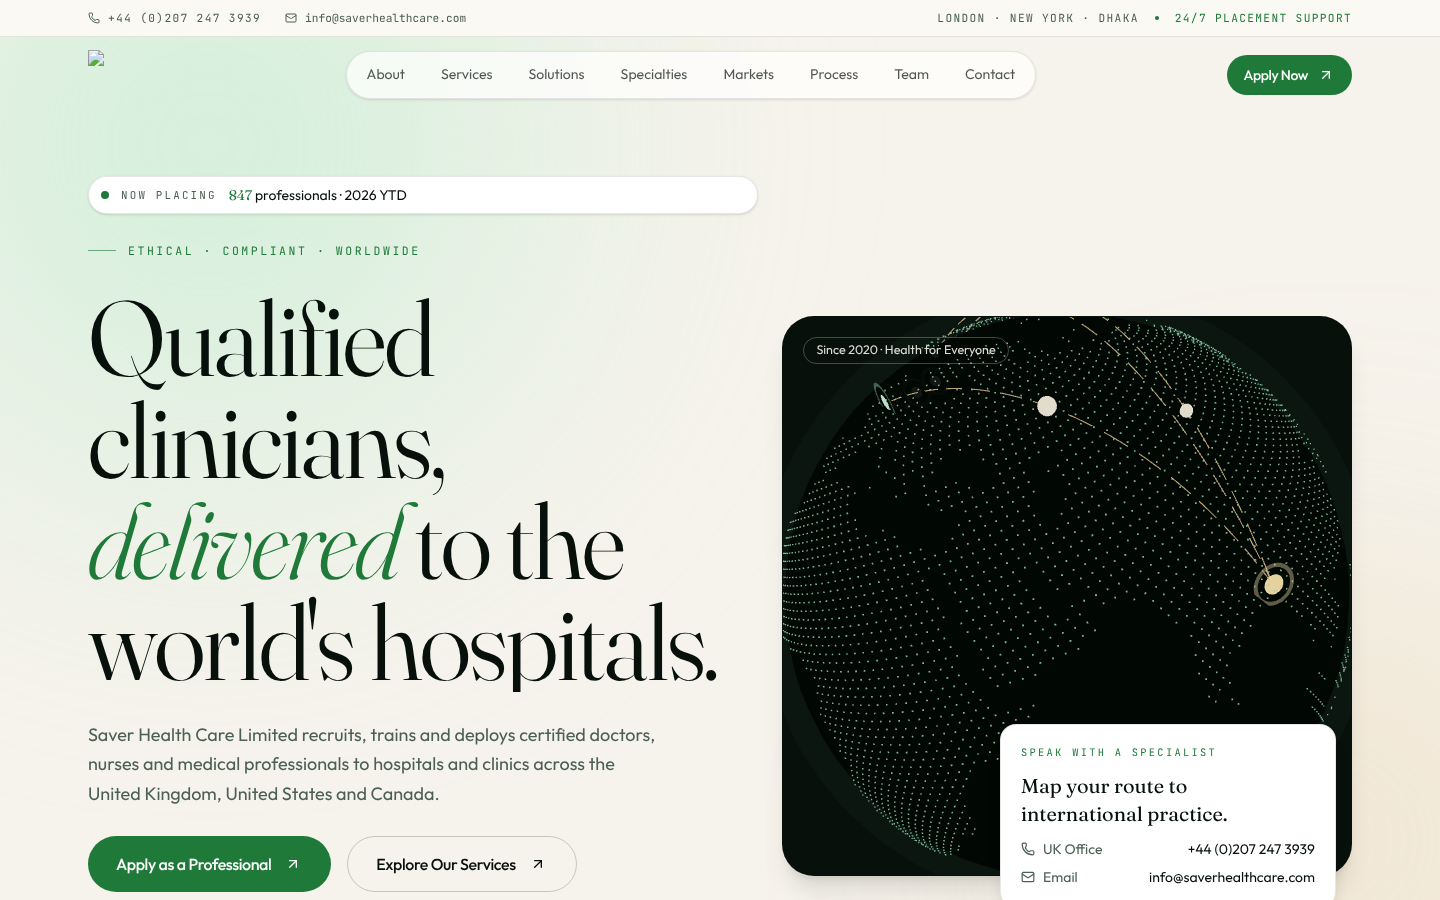 +44 (0)207 247 3939
info@saverhealthcare.com
LONDON · NEW YORK · DHAKA • 24/7 PLACEMENT SUPPORT
About
Services
Solutions
Specialties
Markets
Process
Team
Contact
Apply Now
NOW PLACING 847 professionals · 2026 YTD
ETHICAL · COMPLIANT · WORLDWIDE
Qualified
clinicians,
delivered to the
world's hospitals.
Saver Health Care Limited recruits, trains and deploys certified doctors,
nurses and medical professionals to hospitals and clinics across the
United Kingdom, United States and Canada.
Apply as a Professional
Explore Our Services
Since 2020 · Health for Everyone
SPEAK WITH A SPECIALIST
Map your route to
international practice.
UK Office +44 (0)207 247 3939
Email info@saverhealthcare.com